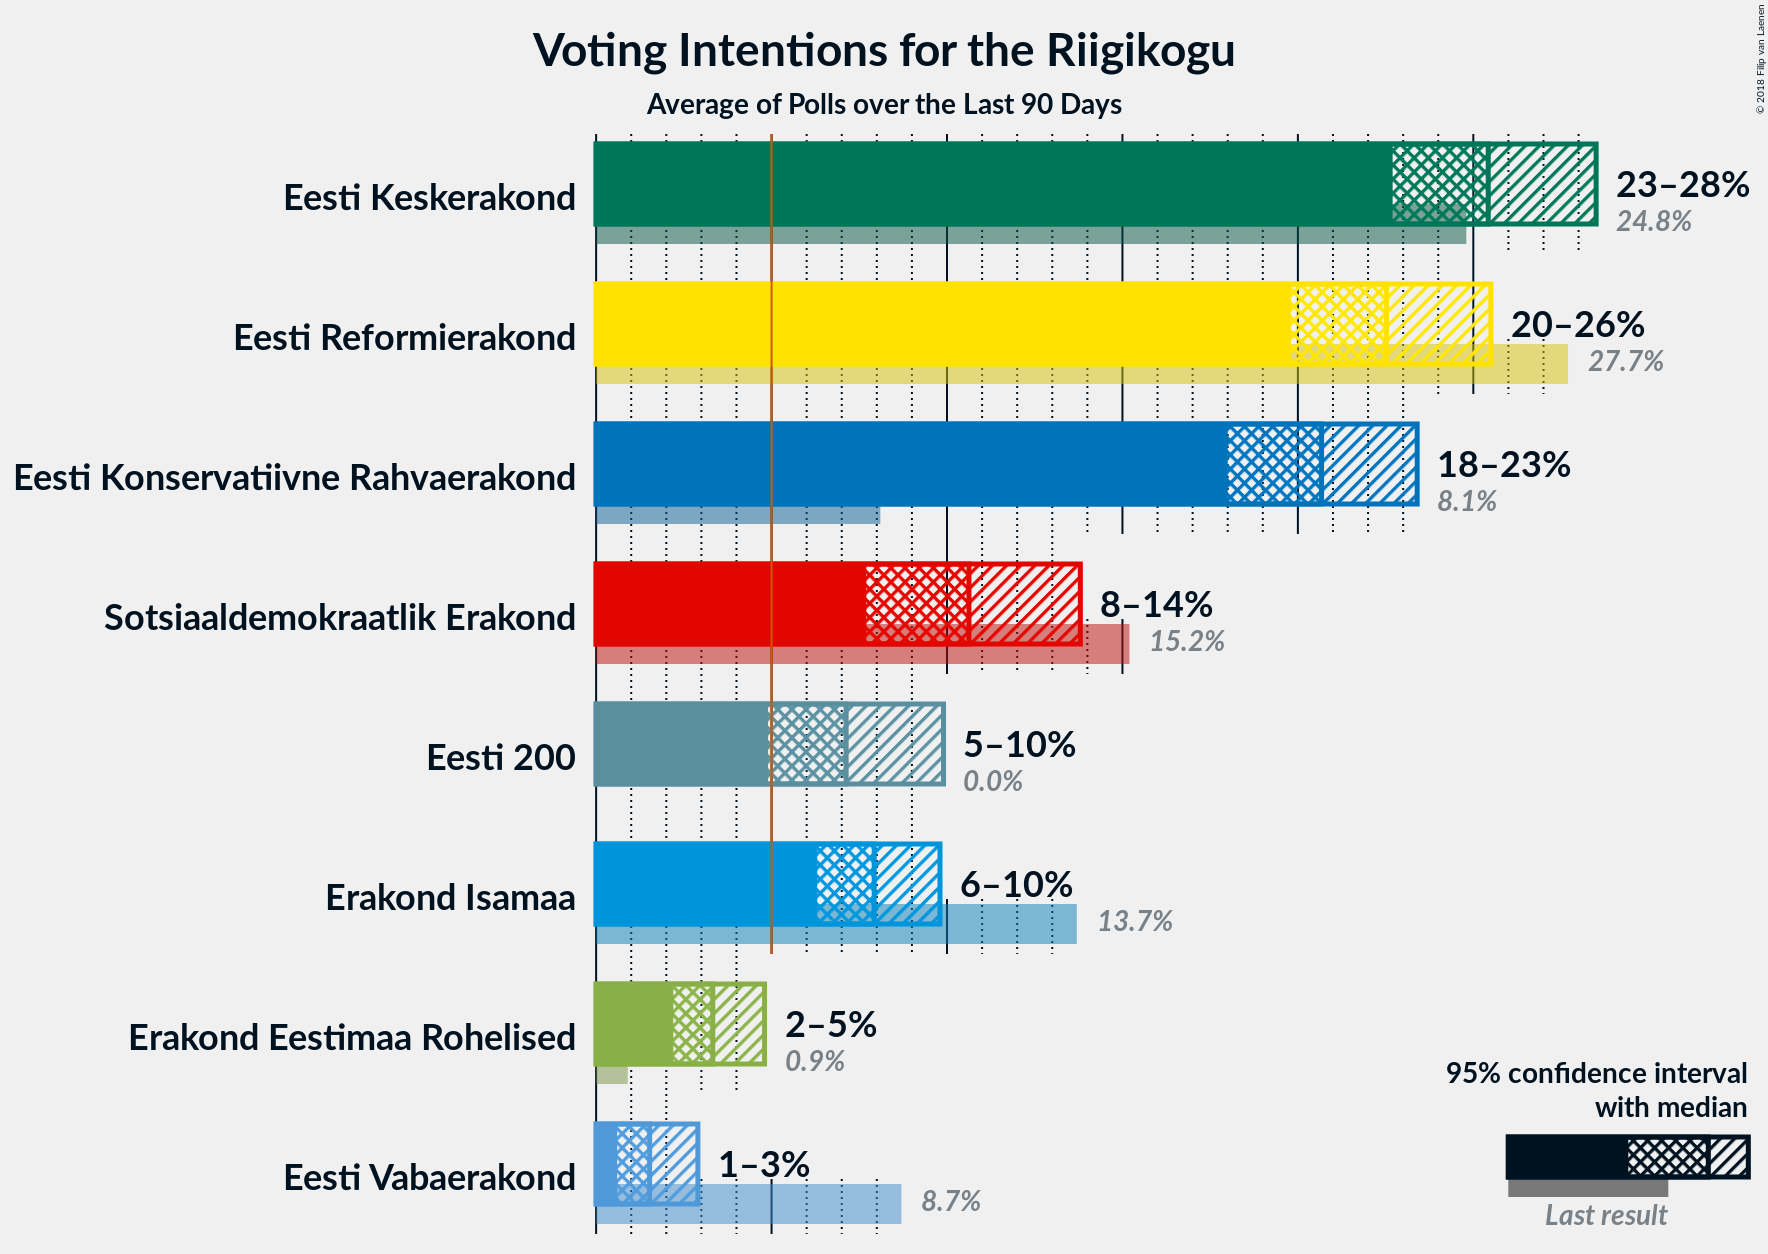 © 2018 Filip van Laenen
Voting Intentions for the Riigikogu
Average of Polls over the Last 90 Days
Eesti Keskerakond
23–28%
24.8%
Eesti Reformierakond
20–26%
27.7%
Eesti Konservatiivne Rahvaerakond
18–23%
8.1%
Sotsiaaldemokraatlik Erakond
8–14%
15.2%
Eesti 200
5–10%
0.0%
Erakond Isamaa
6–10%
13.7%
Erakond Eestimaa Rohelised
2–5%
0.9%
Eesti Vabaerakond
1–3%
8.7%
95% confidence interval
with median
Last result